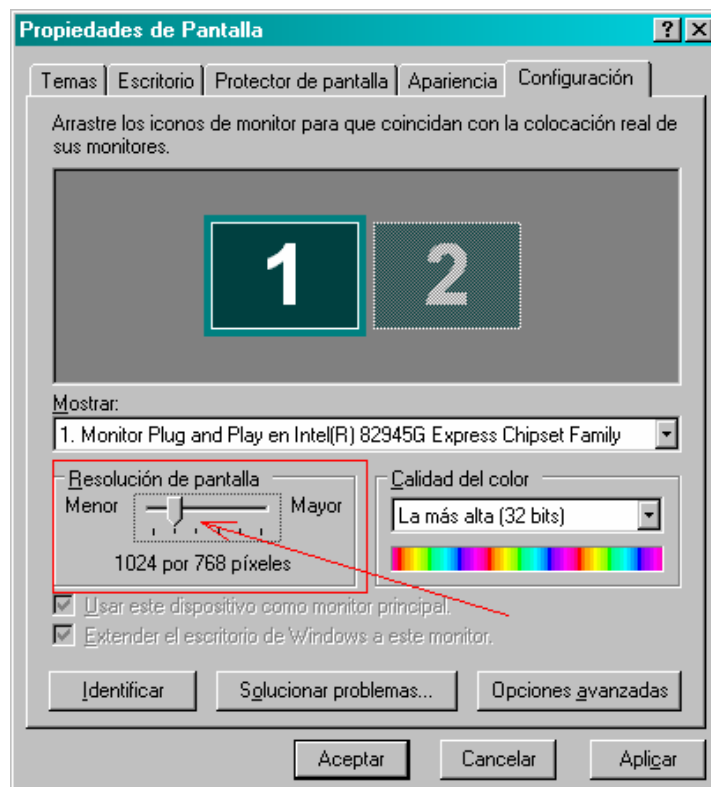 Propiedades de Pantalla
Temas Escritorio Protector de pantalla Apariencia Configuración
Arrastre los iconos de monitor para que coincidan con la colocación real de
sus monitores.
1 2
Mostrar:
1. Monitor Plug and Play en Intel(R) 82945G Express Chipset Family
Resolución de pantalla
Menor Mayor
1024 por 768 píxeles
Calidad del color
La más alta (32 bits)
Usar este dispositivo como monitor principal.
Extender el escritorio de Windows a este monitor.
Identificar Solucionar problemas... Opciones avanzadas
Aceptar Cancelar Aplicar